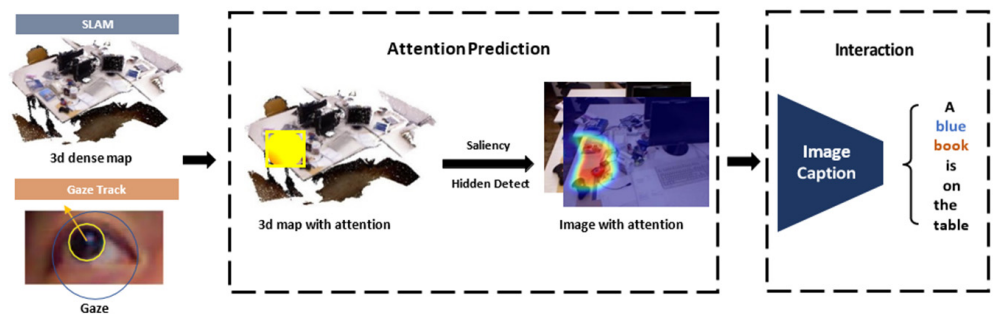 SLAM
3d dense map
Gaze Track
Gaze
Attention Prediction
3d map with attention
Saliency
Hidden Detect
Image with attention
Interaction
Image
Caption
A
blue
book
is
on
the
table